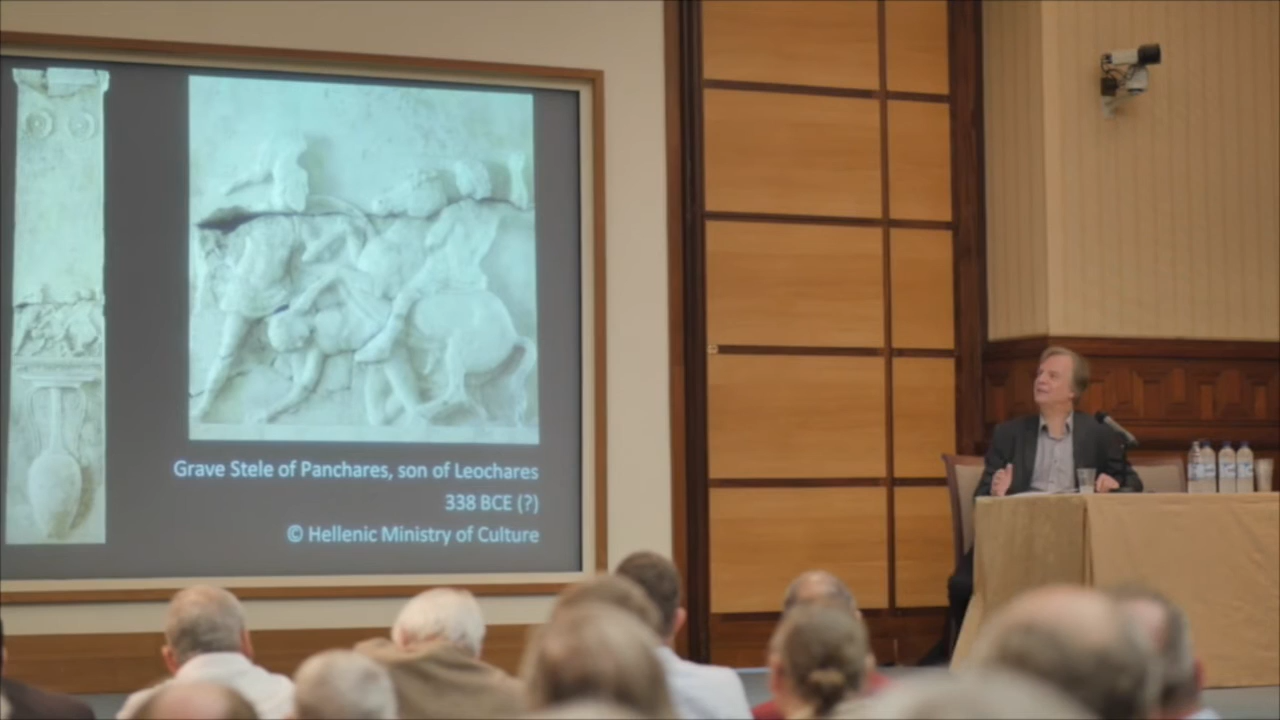 Grave Stele of Panchares, son of Leochares
338 BCE (?)
© Hellenic Ministry of Culture